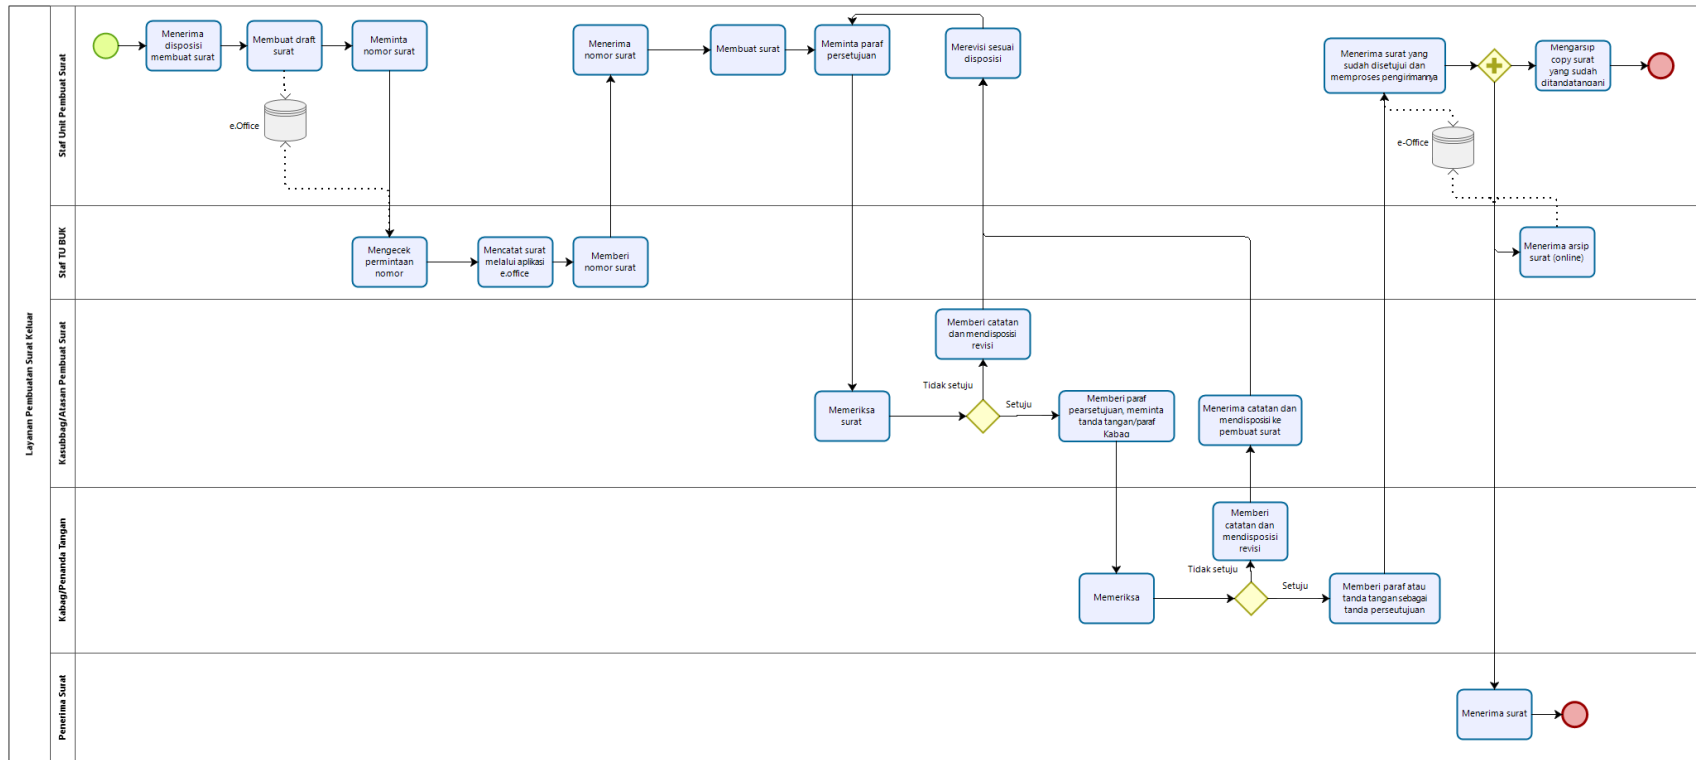 Layanan Pembuatan Surat Keluar
Staf Unit Pembuat Surat
Menerima
disposisi
membuat surat
Membuat draft
surat
Meminta
nomor surat
e.Office
Menerima
nomor surat
Membuat surat
Meminta paraf
persetujuan
Merevisi sesuai
disposisi
Menerima surat yang
sudah disetujui dan
memproses pengirimannya
Mengarsip
copy surat
yang sudah
ditandatangani
e-Office
Staf TU BUK
Mengecek
permintaan
nomor
Mencatat surat
melalui aplikasi
e.office
Memberi
nomor surat
Menerima arsip
surat (online)
Kasubbag/Atasan Pembuat Surat
Memberi catatan
dan mendisposisi
revisi
Tidak setuju
Memeriksa
surat
Setuju
Memberi paraf
pearsetujuan, meminta
tanda tangan/paraf
Kabag
Menerima catatan dan
mendisposisi ke
pembuat surat
Kabag/Penanda Tangan
Memberi
catatan dan
mendisposisi
revisi
Tidak setuju
Memeriksa
Setuju
Memberi paraf atau
tanda tangan sebagai
tanda perseutujuan
Penerima Surat
Menerima surat